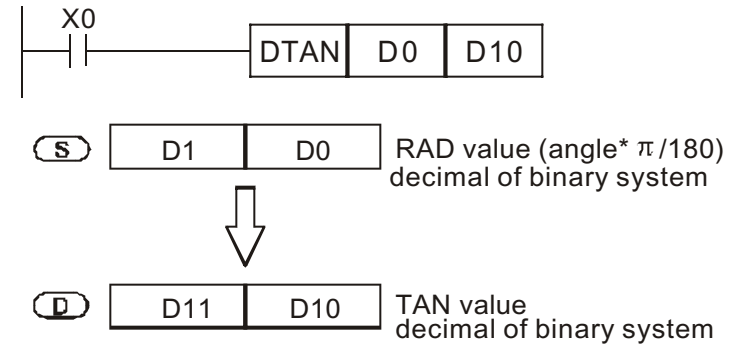 X0
DTAN D0 D10
S D1 D0 RAD value (angle* π/180)
decimal of binary system
D D11 D10 TAN value
decimal of binary system